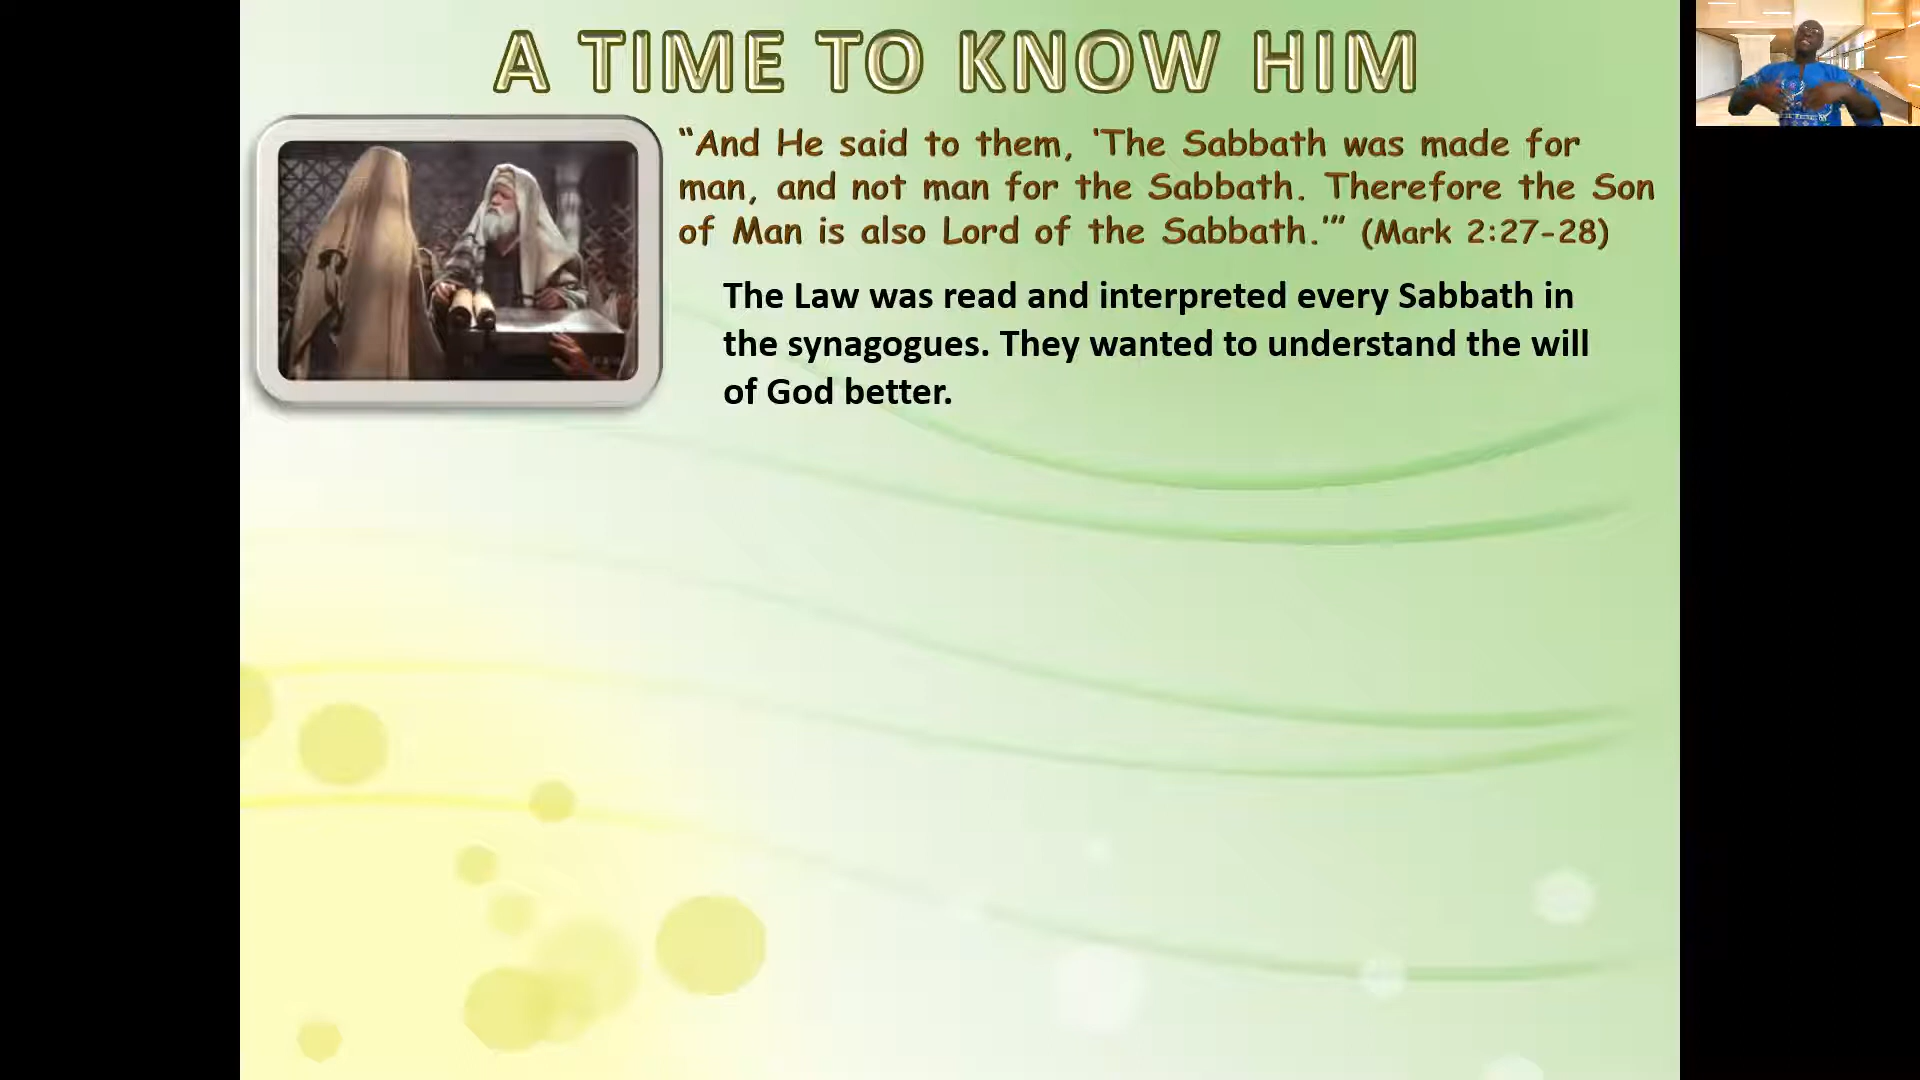 A TIME TO KNOW HIM
“And He said to them, ‘The Sabbath was made for
man, and not man for the Sabbath. Therefore the Son
of Man is also Lord of the Sabbath.’” (Mark 2:27-28)
The Law was read and interpreted every Sabbath in
the synagogues. They wanted to understand the will
of God better.